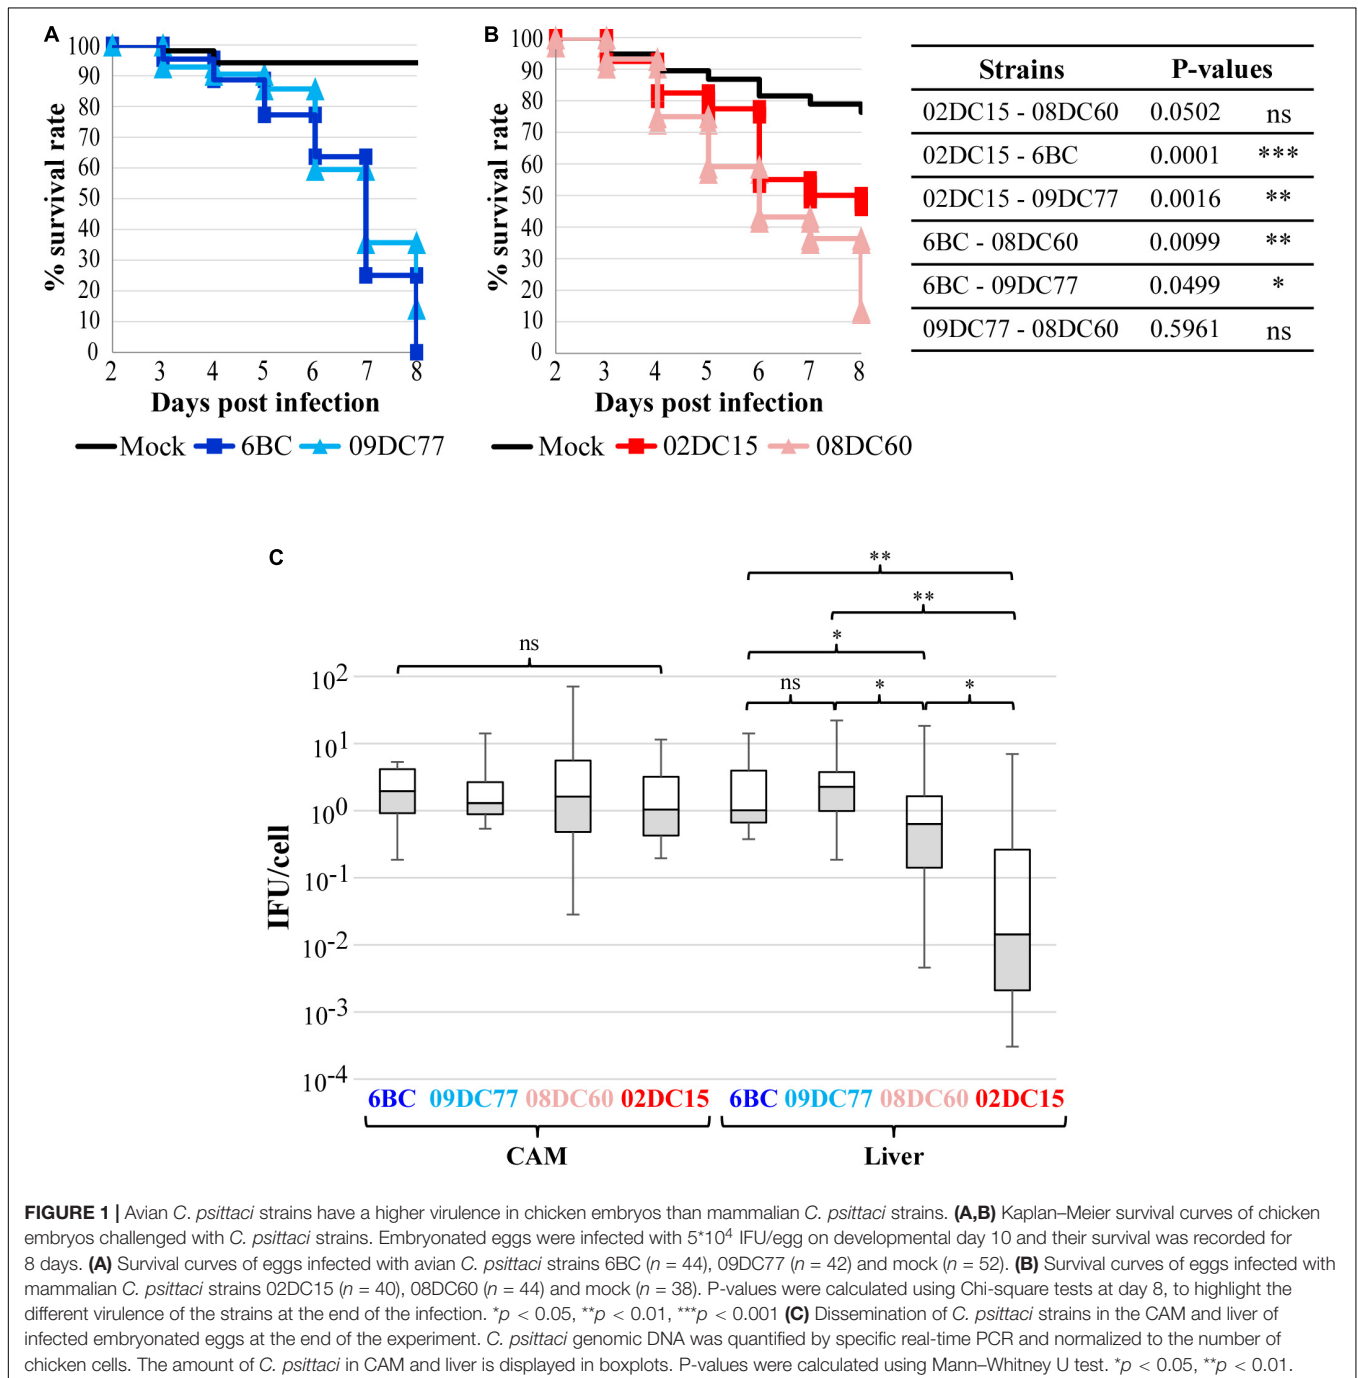 A
100
90
80
70
60
50
40
30
20
10
0
% survival rate
2 3 4 5 6 7 8
Days post infection
Mock 6BC 09DC77
B
100
90
80
70
60
50
40
30
20
10
0
% survival rate
2 3 4 5 6 7 8
Days post infection
Mock 02DC15 08DC60
Strains P-values
02DC15 - 08DC60 0.0502 ns
02DC15 - 6BC 0.0001 ***
02DC15 - 09DC77 0.0016 **
6BC - 08DC60 0.0099 **
6BC - 09DC77 0.0499 *
09DC77 - 08DC60 0.5961 ns
C
**
**
*
ns
ns * *
10² 
10¹
10⁰
10⁻¹
10⁻²
10⁻³
10⁻⁴
IFU/cell
6BC 09DC77 08DC60 02DC15 6BC 09DC77 08DC60 02DC15
CAM Liver
FIGURE 1 | Avian C. psittaci strains have a higher virulence in chicken embryos than mammalian C. psittaci strains. (A,B) Kaplan–Meier survival curves of chicken
embryos challenged with C. psittaci strains. Embryonated eggs were infected with 5*10⁴ IFU/egg on developmental day 10 and their survival was recorded for
8 days. (A) Survival curves of eggs infected with avian C. psittaci strains 6BC (n = 44), 09DC77 (n = 42) and mock (n = 52). (B) Survival curves of eggs infected with
mammalian C. psittaci strains 02DC15 (n = 40), 08DC60 (n = 44) and mock (n = 38). P-values were calculated using Chi-square tests at day 8, to highlight the
different virulence of the strains at the end of the infection. *p < 0.05, **p < 0.01, ***p < 0.001 (C) Dissemination of C. psittaci strains in the CAM and liver of
infected embryonated eggs at the end of the experiment. C. psittaci genomic DNA was quantified by specific real-time PCR and normalized to the number of
chicken cells. The amount of C. psittaci in CAM and liver is displayed in boxplots. P-values were calculated using Mann–Whitney U test. *p < 0.05, **p < 0.01.